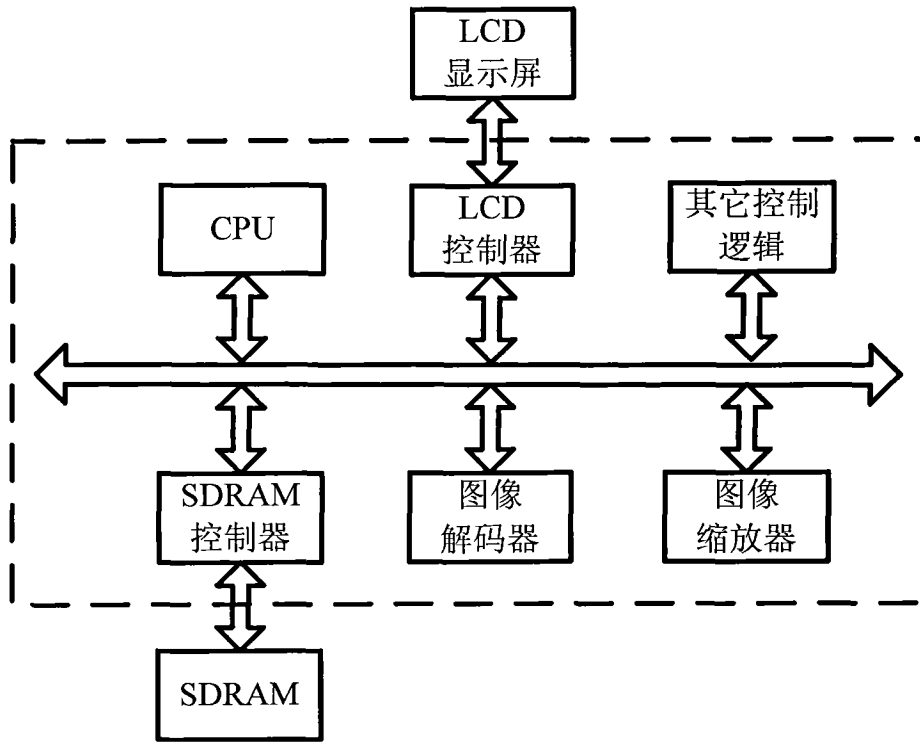 LCD
显示屏
CPU
LCD
控制器
其它控制
逻辑
SDRAM
控制器
图像
解码器
图像
缩放器
SDRAM